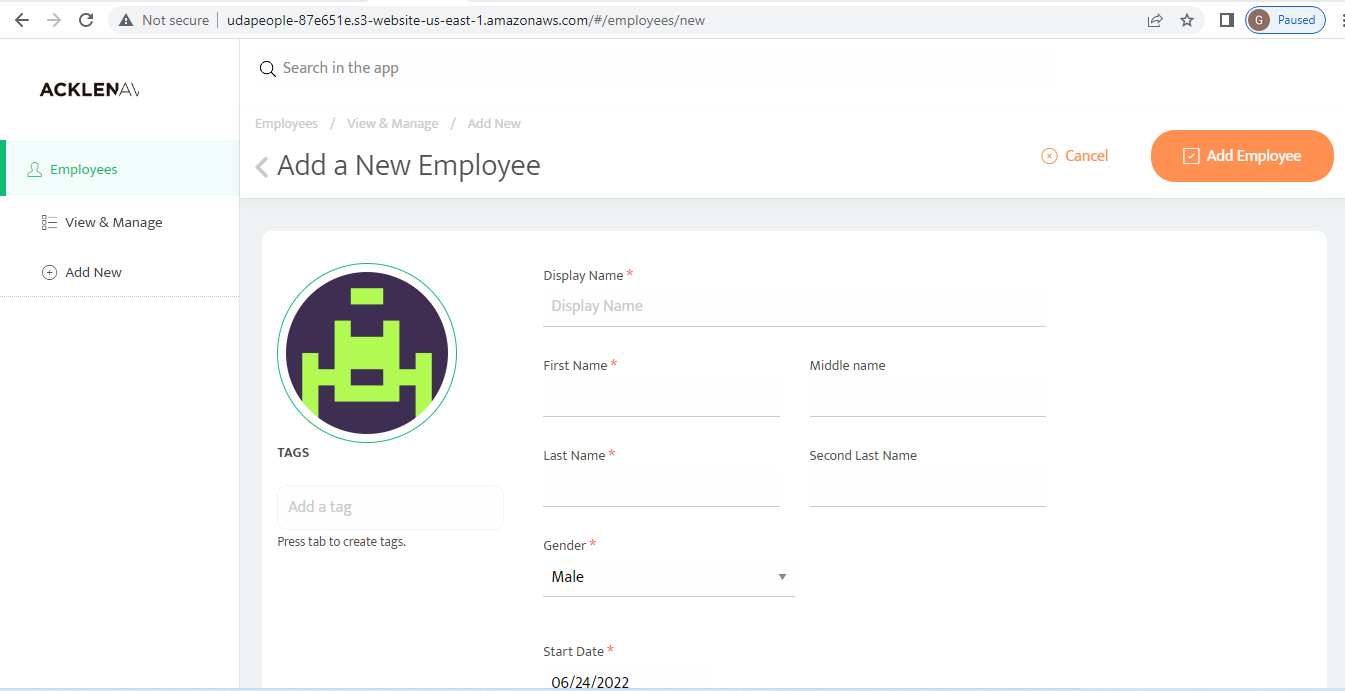 Not secure | udapeople-87e651e.s3-website-us-east-1.amazonaws.com/#/employees/new
G Paused
ACKLENAV
Search in the app
Employees / View & Manage / Add New
Add a New Employee
Cancel
Add Employee
Employees
View & Manage
Add New
Display Name *
Display Name
First Name *
Middle name
Last Name *
Second Last Name
TAGS
Add a tag
Press tab to create tags.
Gender *
Male
Start Date *
06/24/2022